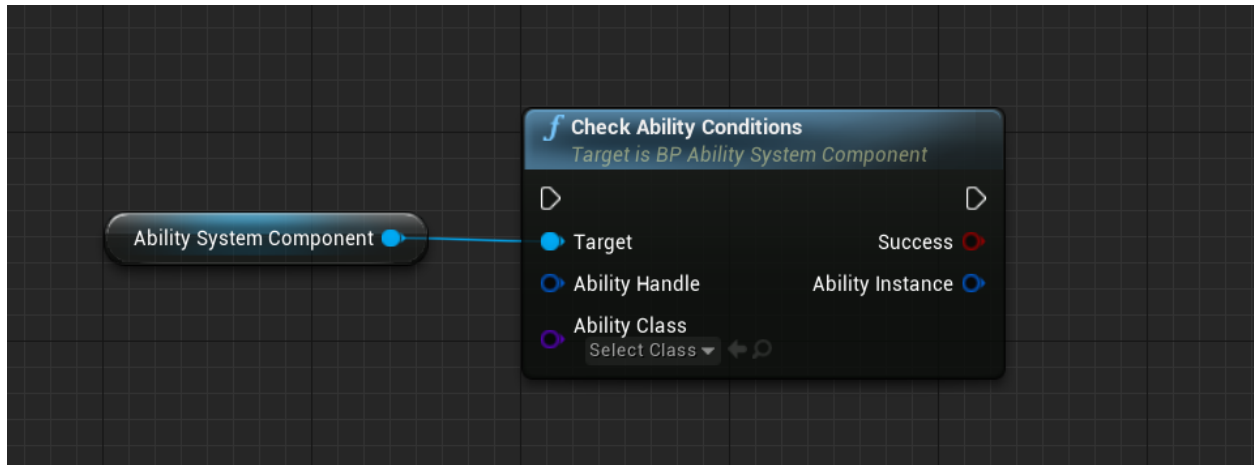 Check Ability Conditions
Target is BP Ability System Component
Ability System Component
Target
Success
Ability Handle
Ability Instance
Ability Class
Select Class